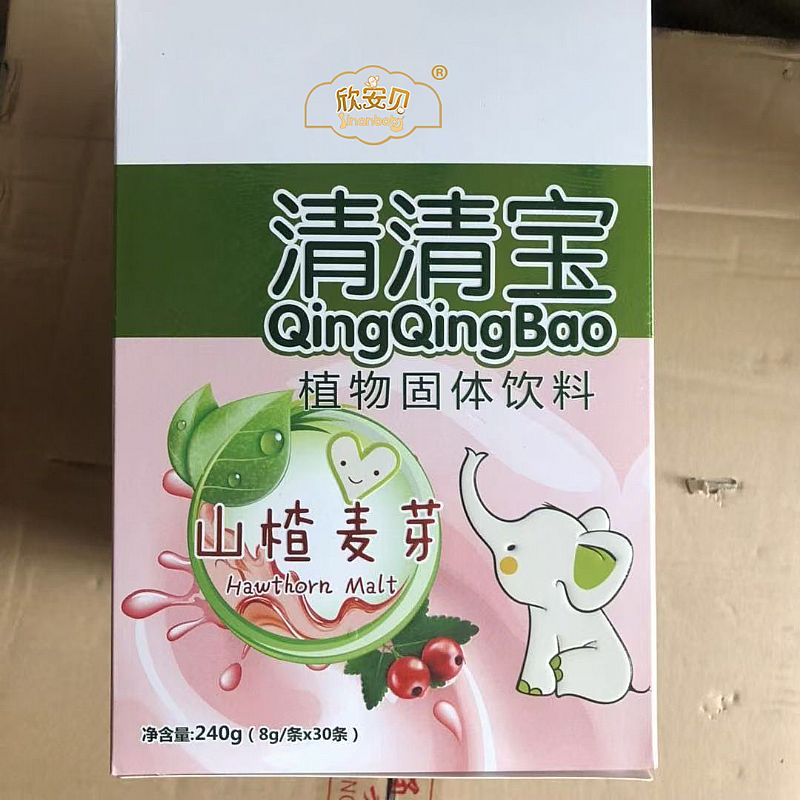 欣安贝
®
Xinanbaby
清清宝
QingQingBao
植物固体饮料
山楂麦芽
Hawthorn Malt
净含量:240g（8g/条x30条）